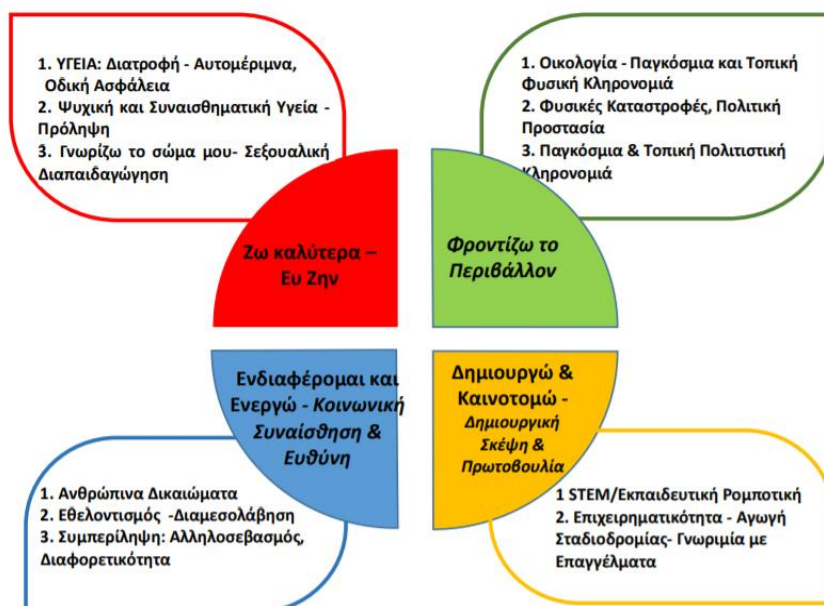 1. ΥΓΕΙΑ: Διατροφή - Αυτομέριμνα,
Οδική Ασφάλεια
2. Ψυχική και Συναισθηματική Υγεία -
Πρόληψη
3. Γνωρίζω το σώμα μου- Σεξουαλική
Διαπαιδαγώγηση
1. Οικολογία - Παγκόσμια και Τοπική
Φυσική Κληρονομιά
2. Φυσικές Καταστροφές, Πολιτική
Προστασία
3. Παγκόσμια & Τοπική Πολιτιστική
Κληρονομιά
Ζω καλύτερα –
Ευ Ζην
Φροντίζω το
Περιβάλλον
Ενδιαφέρομαι και
Ενεργώ - Κοινωνική
Συναίσθηση &
Ευθύνη
Δημιουργώ &
Καινοτομώ -
Δημιουργική
Σκέψη &
Πρωτοβουλία
1. Ανθρώπινα Δικαιώματα
2. Εθελοντισμός -Διαμεσολάβηση
3. Συμπερίληψη: Αλληλοσεβασμός,
Διαφορετικότητα
1 STEM/Εκπαιδευτική Ρομποτική
2. Επιχειρηματικότητα - Αγωγή
Σταδιοδρομίας- Γνωριμία με
Επαγγέλματα